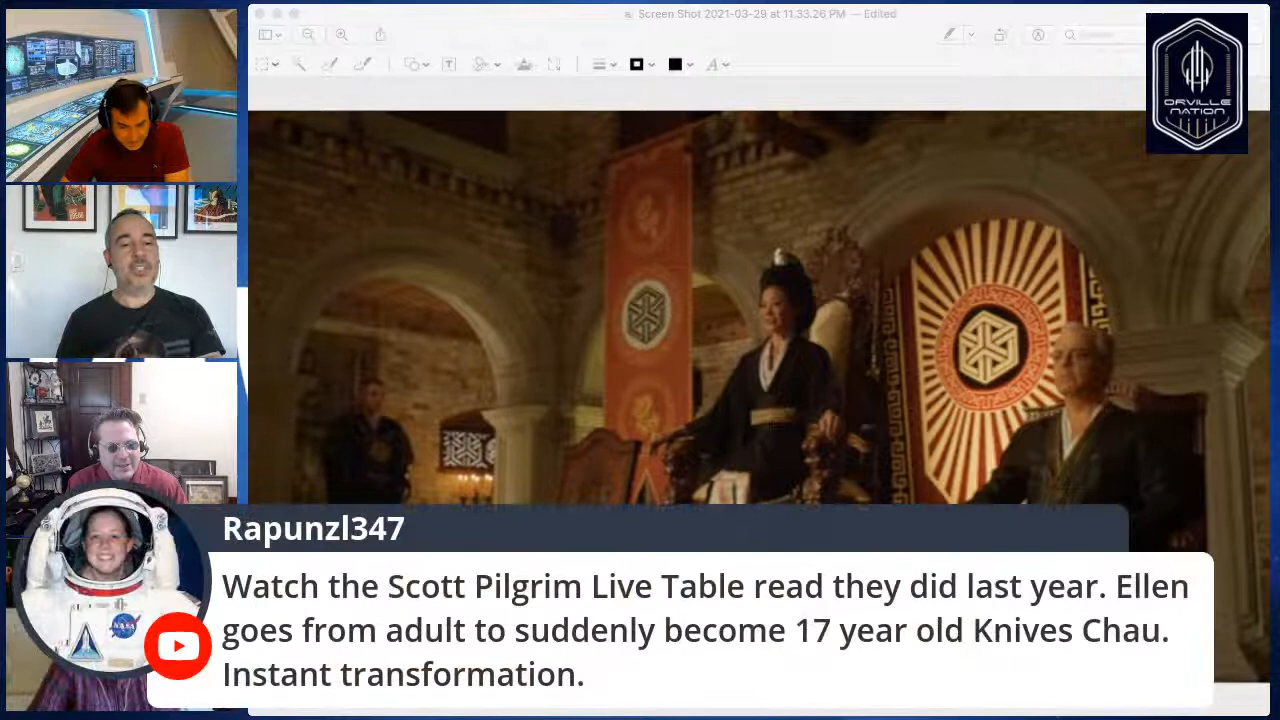 Screen Shot 2021-03-29 at 11.33.26 PM — Edited
ORVILLE
NATION
Rapunzl347
Watch the Scott Pilgrim Live Table read they did last year. Ellen
goes from adult to suddenly become 17 year old Knives Chau.
Instant transformation.
NASA